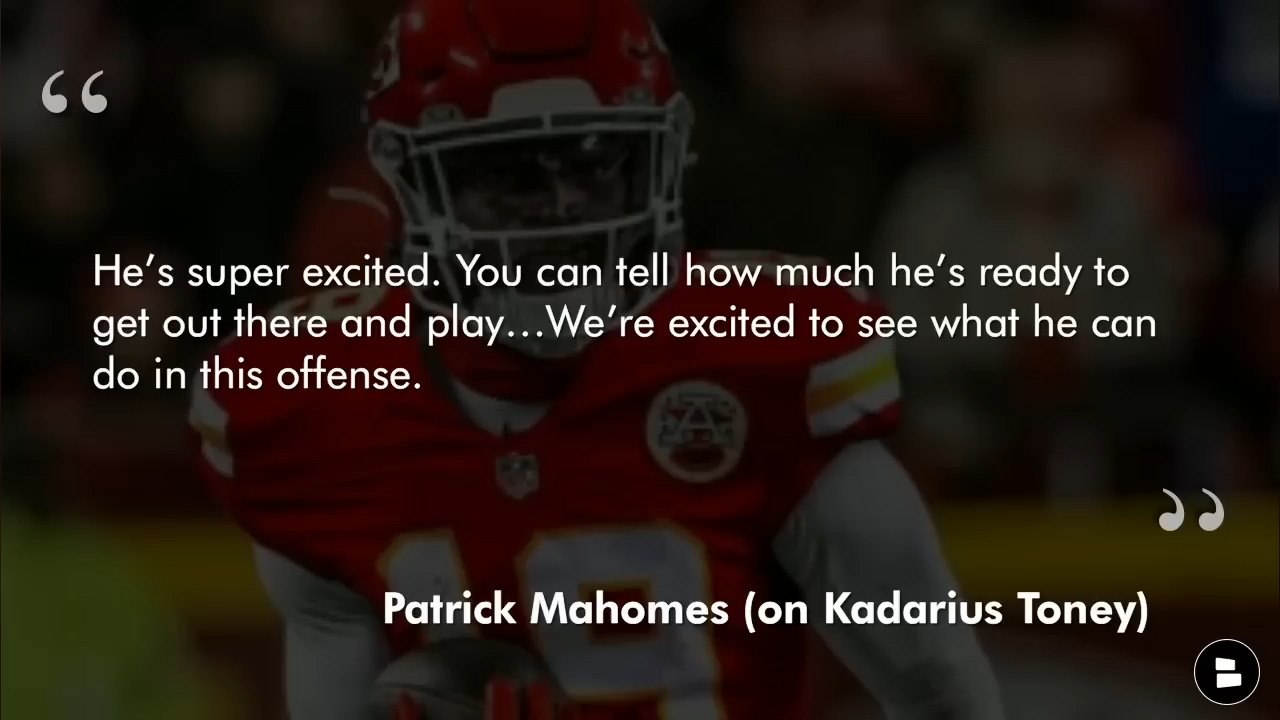 “
He’s super excited. You can tell how much he’s ready to
get out there and play...We’re excited to see what he can
do in this offense.
”
Patrick Mahomes (on Kadarius Toney)
19